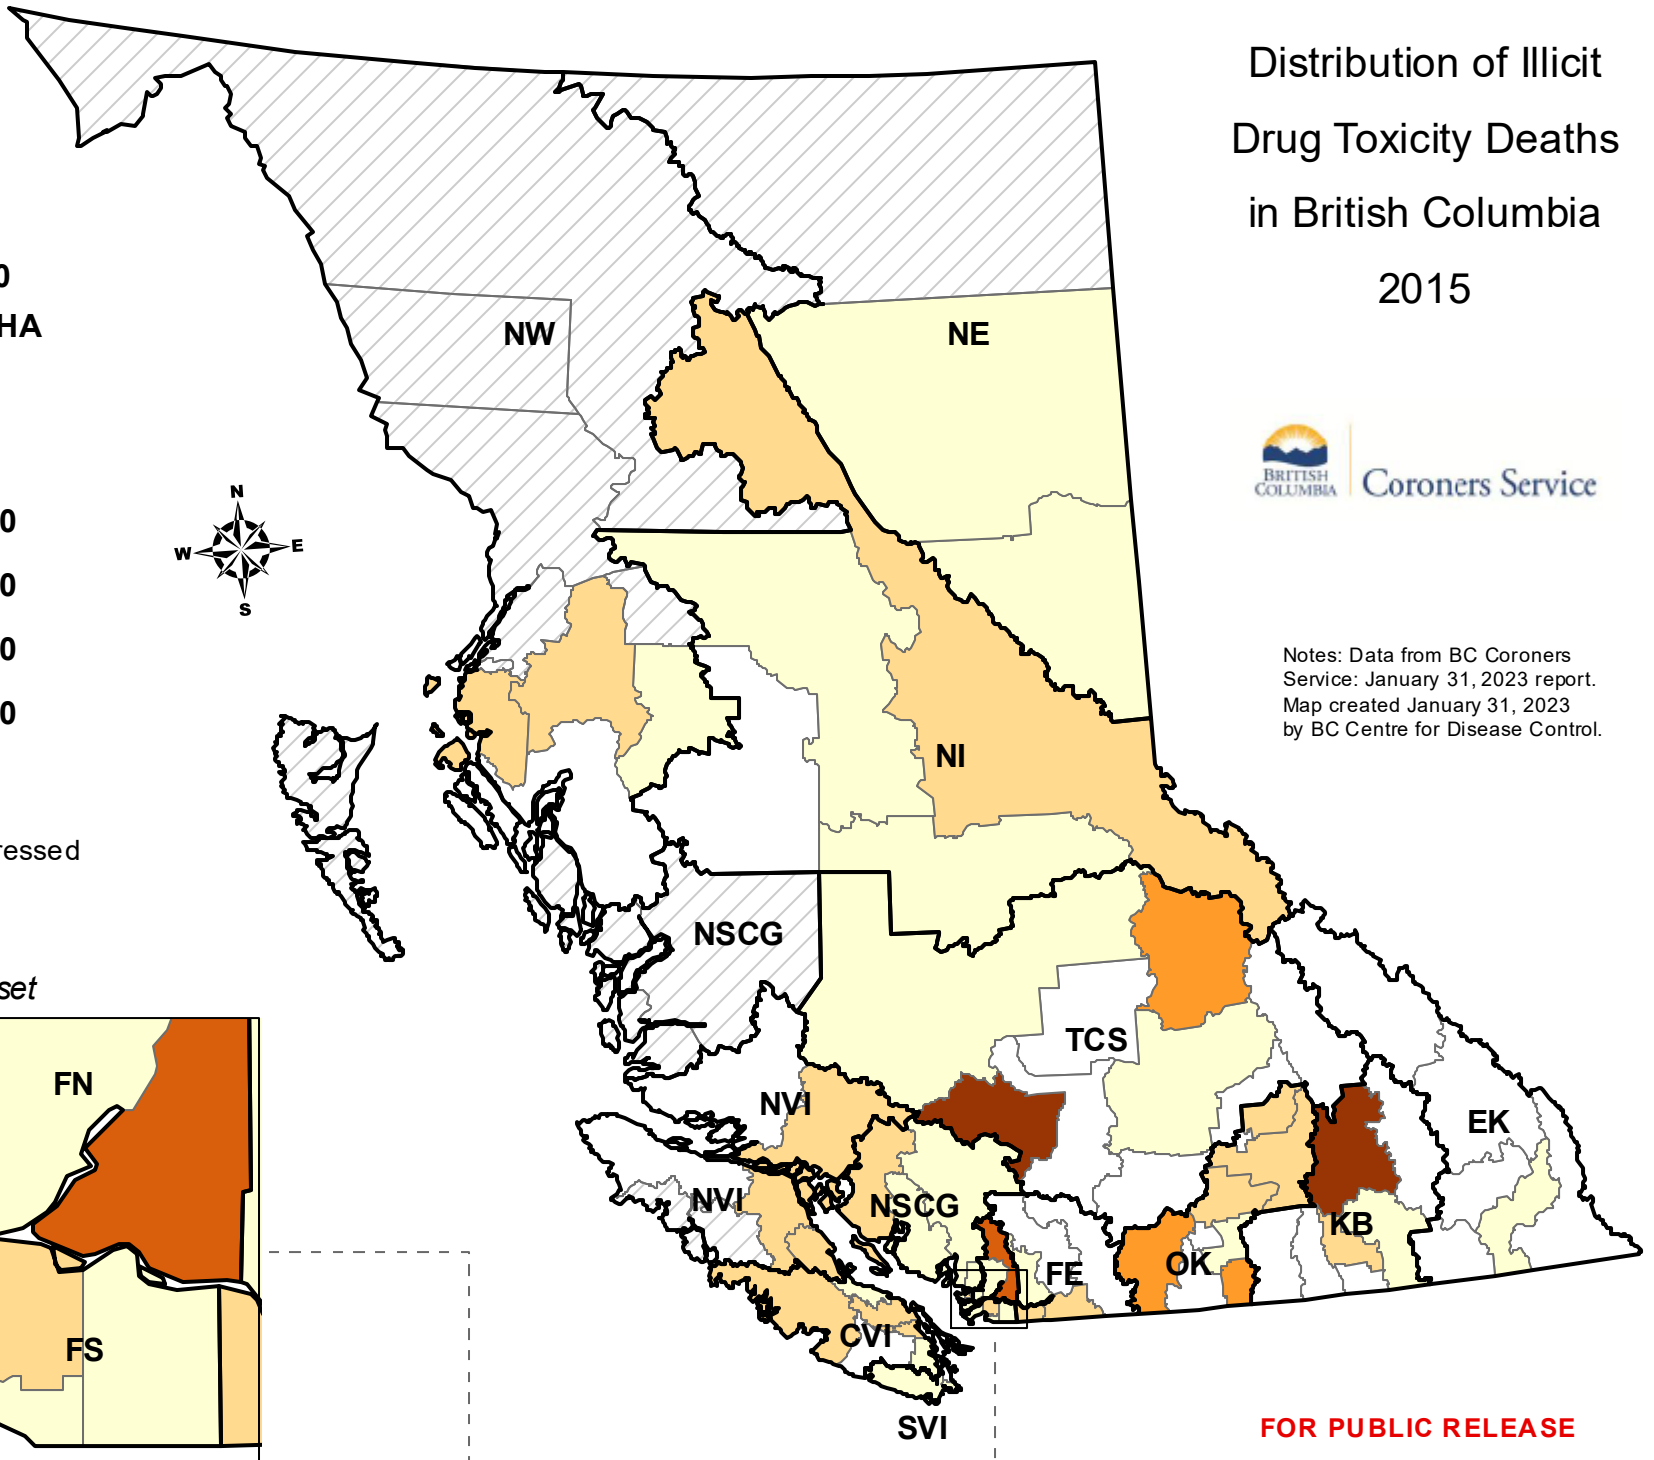 Distribution of Illicit
Drug Toxicity Deaths
in British Columbia
2015
0
HA
NW
NE
BRITISH
COLUMBIA
Coroners Service
N
W
E
S
0
0
0
0
Notes: Data from BC Coroners
Service: January 31, 2023 report.
Map created January 31, 2023
by BC Centre for Disease Control.
NI
ressed
NSCG
set
TCS
FN
NVI
EK
NVI
NSCG
KB
OK
FE
CVI
FS
SVI
FOR PUBLIC RELEASE